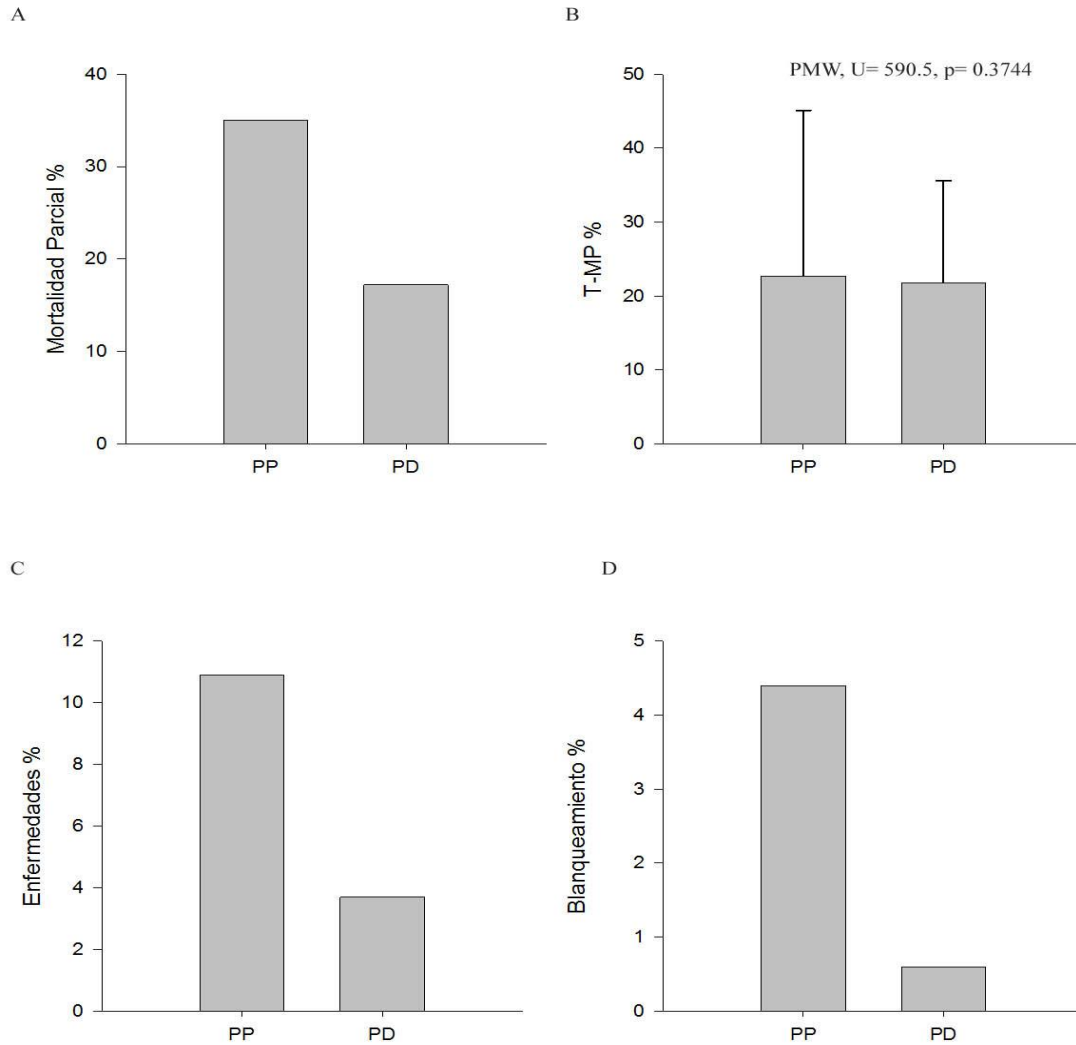 A
Mortalidad Parcial %
40
30
20
10
0
PP PD
B
PMW, U= 590.5, p= 0.3744
T-MP %
50
40
30
20
10
0
PP PD
C
Enfermedades %
12
10
8
6
4
2
0
PP PD
D
Blanqueamiento %
5
4
3
2
1
0
PP PD